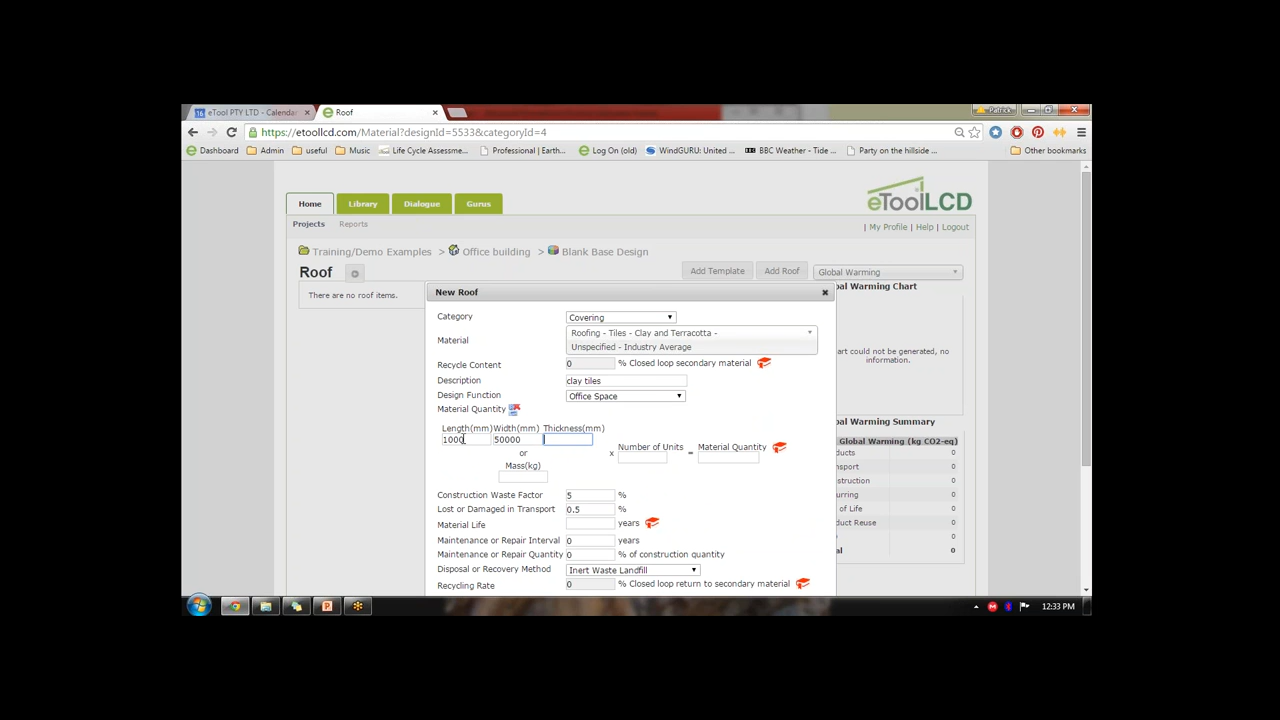 eTool PTY LTD - Calenda
Roof
Patrick
https://etoollcd.com/Material?designId=5533&categoryId=4
Dashboard Admin useful Music Life Cycle Assessme... Professional | Earth... Log On (old) WindGURU: United ... BBC Weather - Tide ... Party on the hillside ... Other bookmarks
Home Library Dialogue Gurus
eToolLCD
Projects Reports
| My Profile | Help | Logout
Training/Demo Examples > Office building > Blank Base Design
Roof
Add Template Add Roof Global Warming
There are no roof items.
New Roof
obal Warming Chart
Category Covering
Material Roofing - Tiles - Clay and Terracotta -
Unspecified - Industry Average
art could not be generated, no
information.
Recycle Content 0 % Closed loop secondary material
Description clay tiles
Design Function Office Space
Material Quantity
Length(mm) Width(mm) Thickness(mm)
1000 50000
or
Mass(kg)
x Number of Units = Material Quantity
obal Warming Summary
Global Warming (kg CO2-eq)
ducts 0
nsport 0
nstruction 0
curring 0
of Life 0
duct Reuse 0
0
al 0
Construction Waste Factor 5 %
Lost or Damaged in Transport 0.5 %
Material Life years
Maintenance or Repair Interval 0 years
Maintenance or Repair Quantity 0 % of construction quantity
Disposal or Recovery Method Inert Waste Landfill
Recycling Rate 0 % Closed loop return to secondary material
12:33 PM